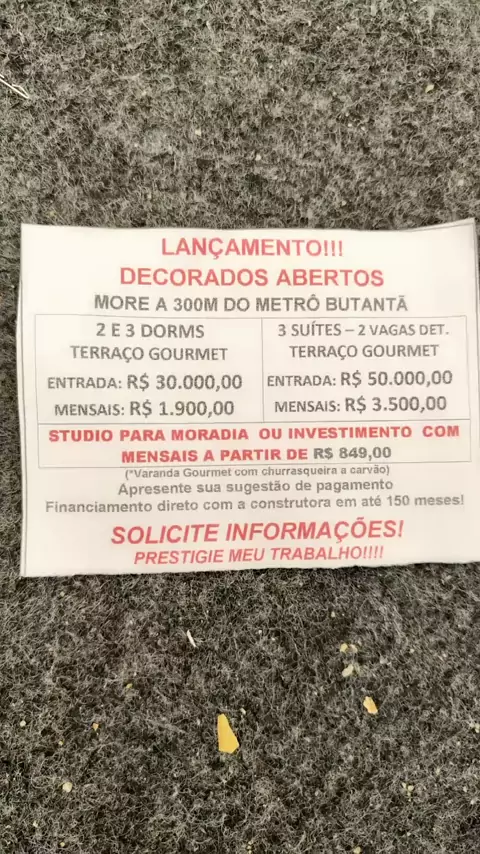 LANÇAMENTO!!!
DECORADOS ABERTOS
MORE A 300M DO METRÔ BUTANTÃ
2 E 3 DORMS
TERRAÇO GOURMET
ENTRADA: R$ 30.000,00
MENSAIS: R$ 1.900,00
3 SUÍTES – 2 VAGAS DET.
TERRAÇO GOURMET
ENTRADA: R$ 50.000,00
MENSAIS: R$ 3.500,00
STUDIO PARA MORADIA OU INVESTIMENTO COM
MENSAIS A PARTIR DE R$ 849,00
(*Varanda Gourmet com churrasqueira a carvão)
Apresente sua sugestão de pagamento
Financiamento direto com a construtora em até 150 meses!
SOLICITE INFORMAÇÕES!
PRESTIGIE MEU TRABALHO!!!!